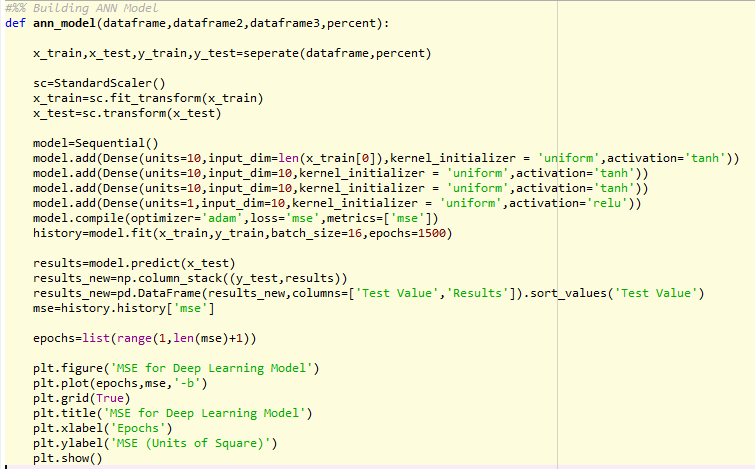 #%% Building ANN Model
def ann_model(dataframe,dataframe2,dataframe3,percent):
x_train,x_test,y_train,y_test=seperate(dataframe,percent)
sc=StandardScaler()
x_train=sc.fit_transform(x_train)
x_test=sc.transform(x_test)
model=Sequential()
model.add(Dense(units=10,input_dim=len(x_train[0]),kernel_initializer = 'uniform',activation='tanh'))
model.add(Dense(units=10,input_dim=10,kernel_initializer = 'uniform',activation='tanh'))
model.add(Dense(units=10,input_dim=10,kernel_initializer = 'uniform',activation='tanh'))
model.add(Dense(units=1,input_dim=10,kernel_initializer = 'uniform',activation='relu'))
model.compile(optimizer='adam',loss='mse',metrics=['mse'])
history=model.fit(x_train,y_train,batch_size=16,epochs=1500)
results=model.predict(x_test)
results_new=np.column_stack((y_test,results))
results_new=pd.DataFrame(results_new,columns=['Test Value','Results']).sort_values('Test Value')
mse=history.history['mse']
epochs=list(range(1,len(mse)+1))
plt.figure('MSE for Deep Learning Model')
plt.plot(epochs,mse,'-b')
plt.grid(True)
plt.title('MSE for Deep Learning Model')
plt.xlabel('Epochs')
plt.ylabel('MSE (Units of Square)')
plt.show()